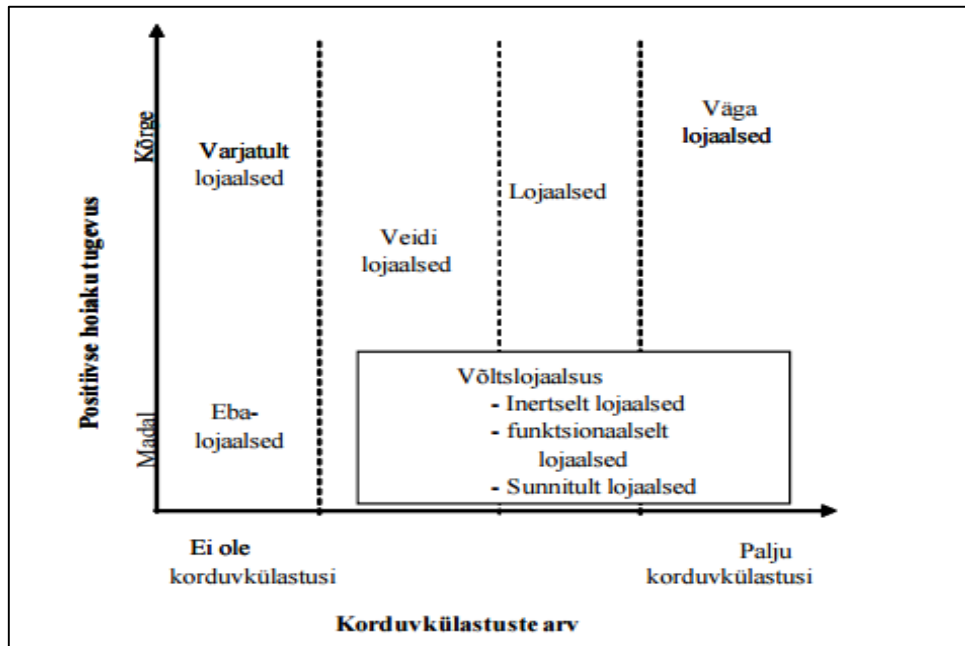 Positiivse hoiaku tugevus
Kõrge
Madal
Varjatult
lojaalsed
Veidi
lojaalsed
Lojaalsed
Väga
lojaalsed
Eba-
lojaalsed
Võltslojaalsus
- Inertselt lojaalsed
- funktsionaalselt
lojaalsed
- Sunnitult lojaalsed
Ei ole
korduvkülastusi
Palju
korduvkülastusi
Korduvkülastuste arv